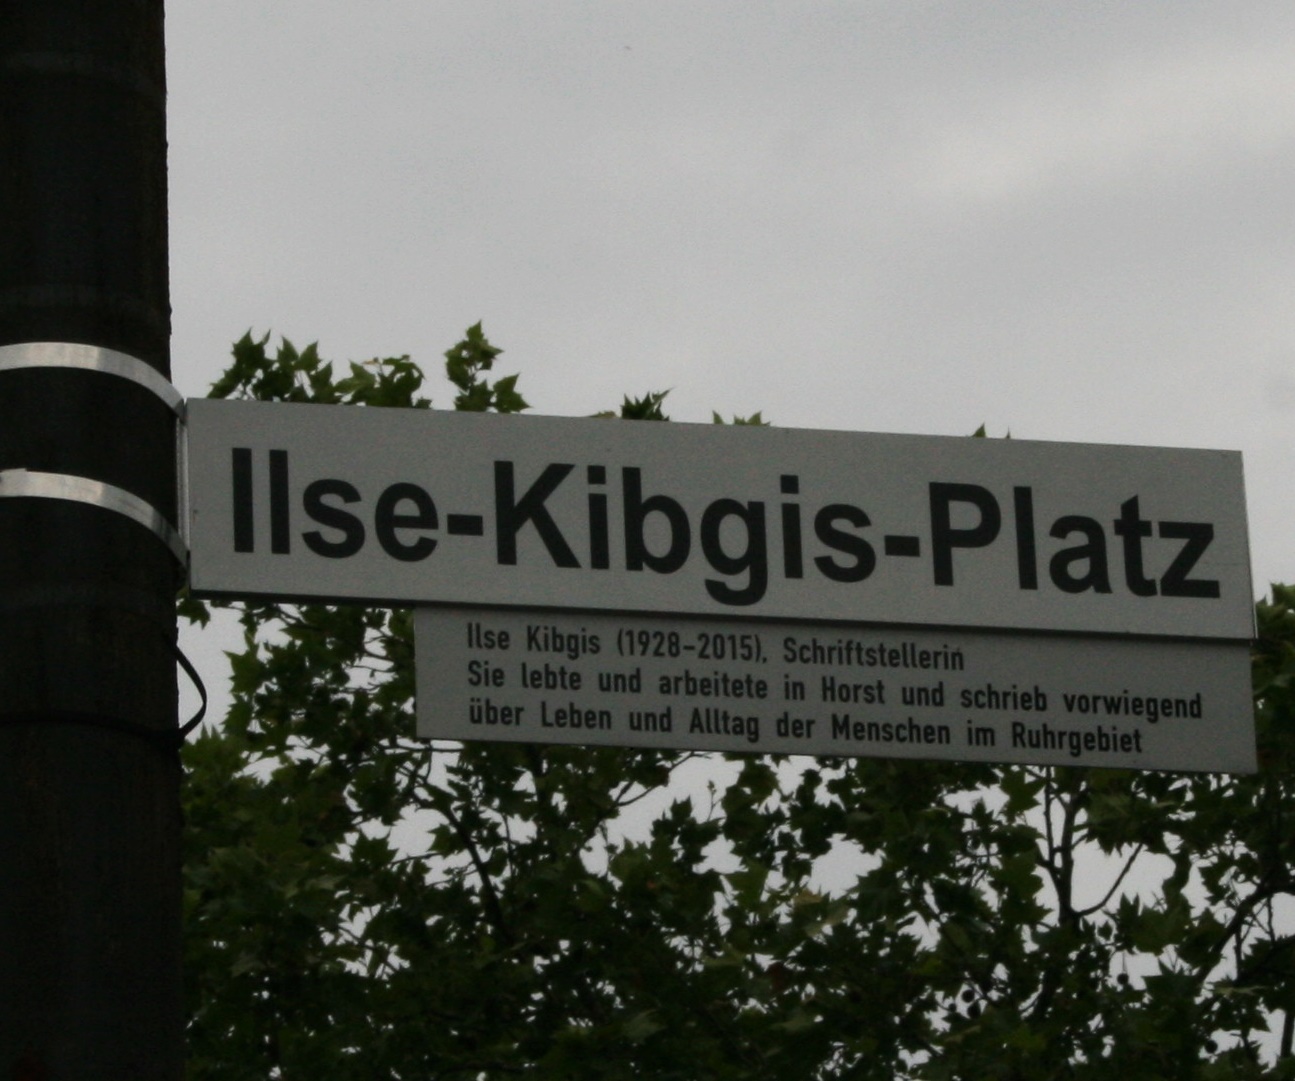 Ilse-Kibgis-Platz
Ilse Kibgis (1928-2015), Schriftstellerin
Sie lebte und arbeitete in Horst und schrieb vorwiegend
über Leben und Alltag der Menschen im Ruhrgebiet